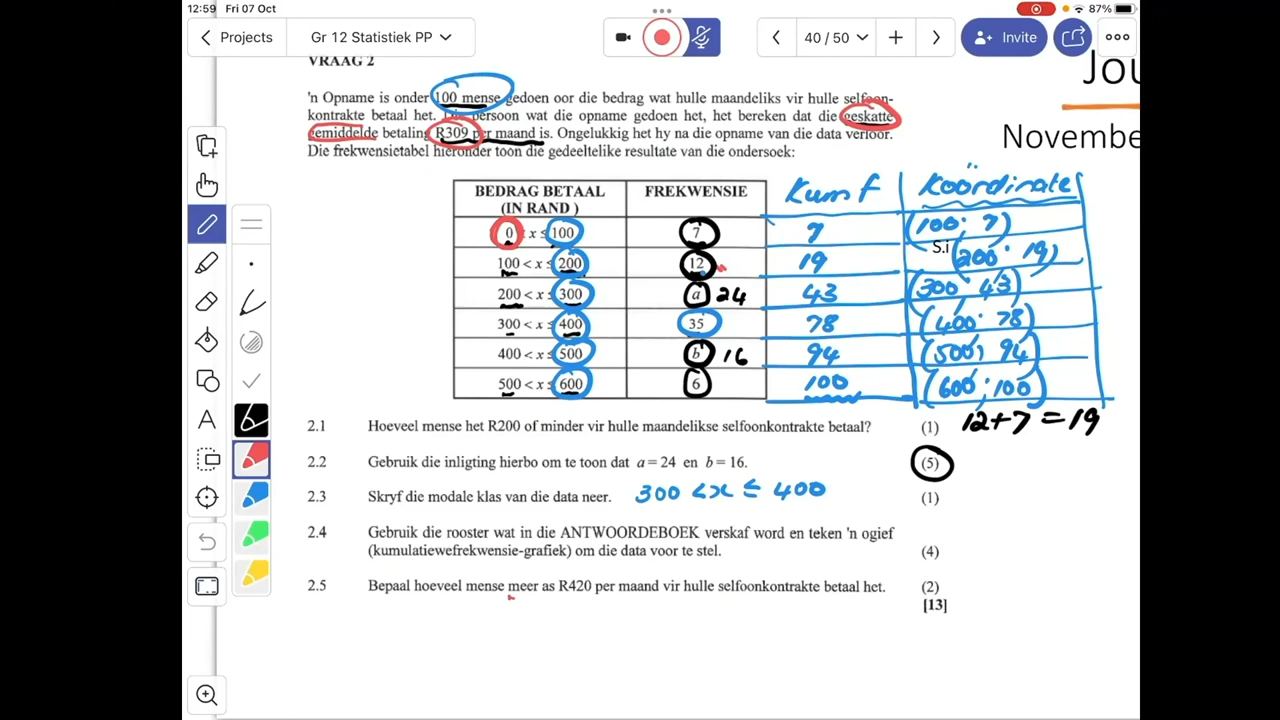 12:59 Fri 07 Oct
87%
Projects
Gr 12 Statistiek PP
40 / 50
Invite
VRAAG 2
Jou
Novembe
'n Opname is onder 100 mense gedoen oor die bedrag wat hulle maandeliks vir hulle selfoon-
kontrakte betaal het. persoon wat die opname gedoen het, het bereken dat die geskatte
gemiddelde betaling R309 per maand is. Ongelukkig het hy na die opname van die data verloor.
Die frekwensietabel hieronder toon die gedeeltelike resultate van die ondersoek:
BEDRAG BETAAL (IN RAND) FREKWENSIE Kum f Koördinate
0 < x ≤ 100 7 7 (100; 7)
S.i
100 < x ≤ 200 12 19 (200; 19)
200 < x ≤ 300 a 24 43 (300; 43)
300 < x ≤ 400 35 78 (400; 78)
400 < x ≤ 500 b 16 94 (500; 94)
500 < x ≤ 600 6 100 (600; 100)
2.1 Hoeveel mense het R200 of minder vir hulle maandelikse selfoonkontrakte betaal? (1) 12+7=19
2.2 Gebruik die inligting hierbo om te toon dat a = 24 en b = 16. (5)
2.3 Skryf die modale klas van die data neer. 300 < x ≤ 400 (1)
2.4 Gebruik die rooster wat in die ANTWOORDEBOEK verskaf word en teken 'n ogief
(kumulatiewefrekwensie-grafiek) om die data voor te stel. (4)
2.5 Bepaal hoeveel mense meer as R420 per maand vir hulle selfoonkontrakte betaal het. (2)
[13]